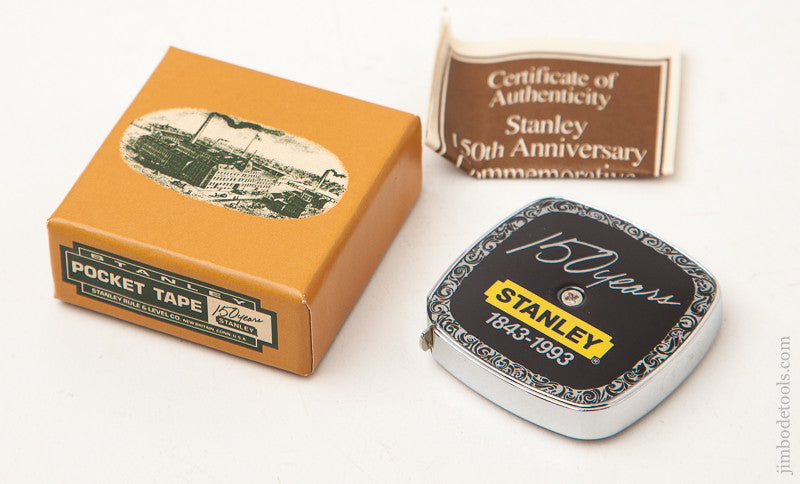 STANLEY
POCKET TAPE
150 years
STANLEY
STANLEY RULE & LEVEL CO. NEW BRITAIN, CONN. U.S.A.
Certificate of
Authenticity
Stanley
150th Anniversary
Commemorative
150 years
STANLEY®
1843-1993
jimbodetools.com